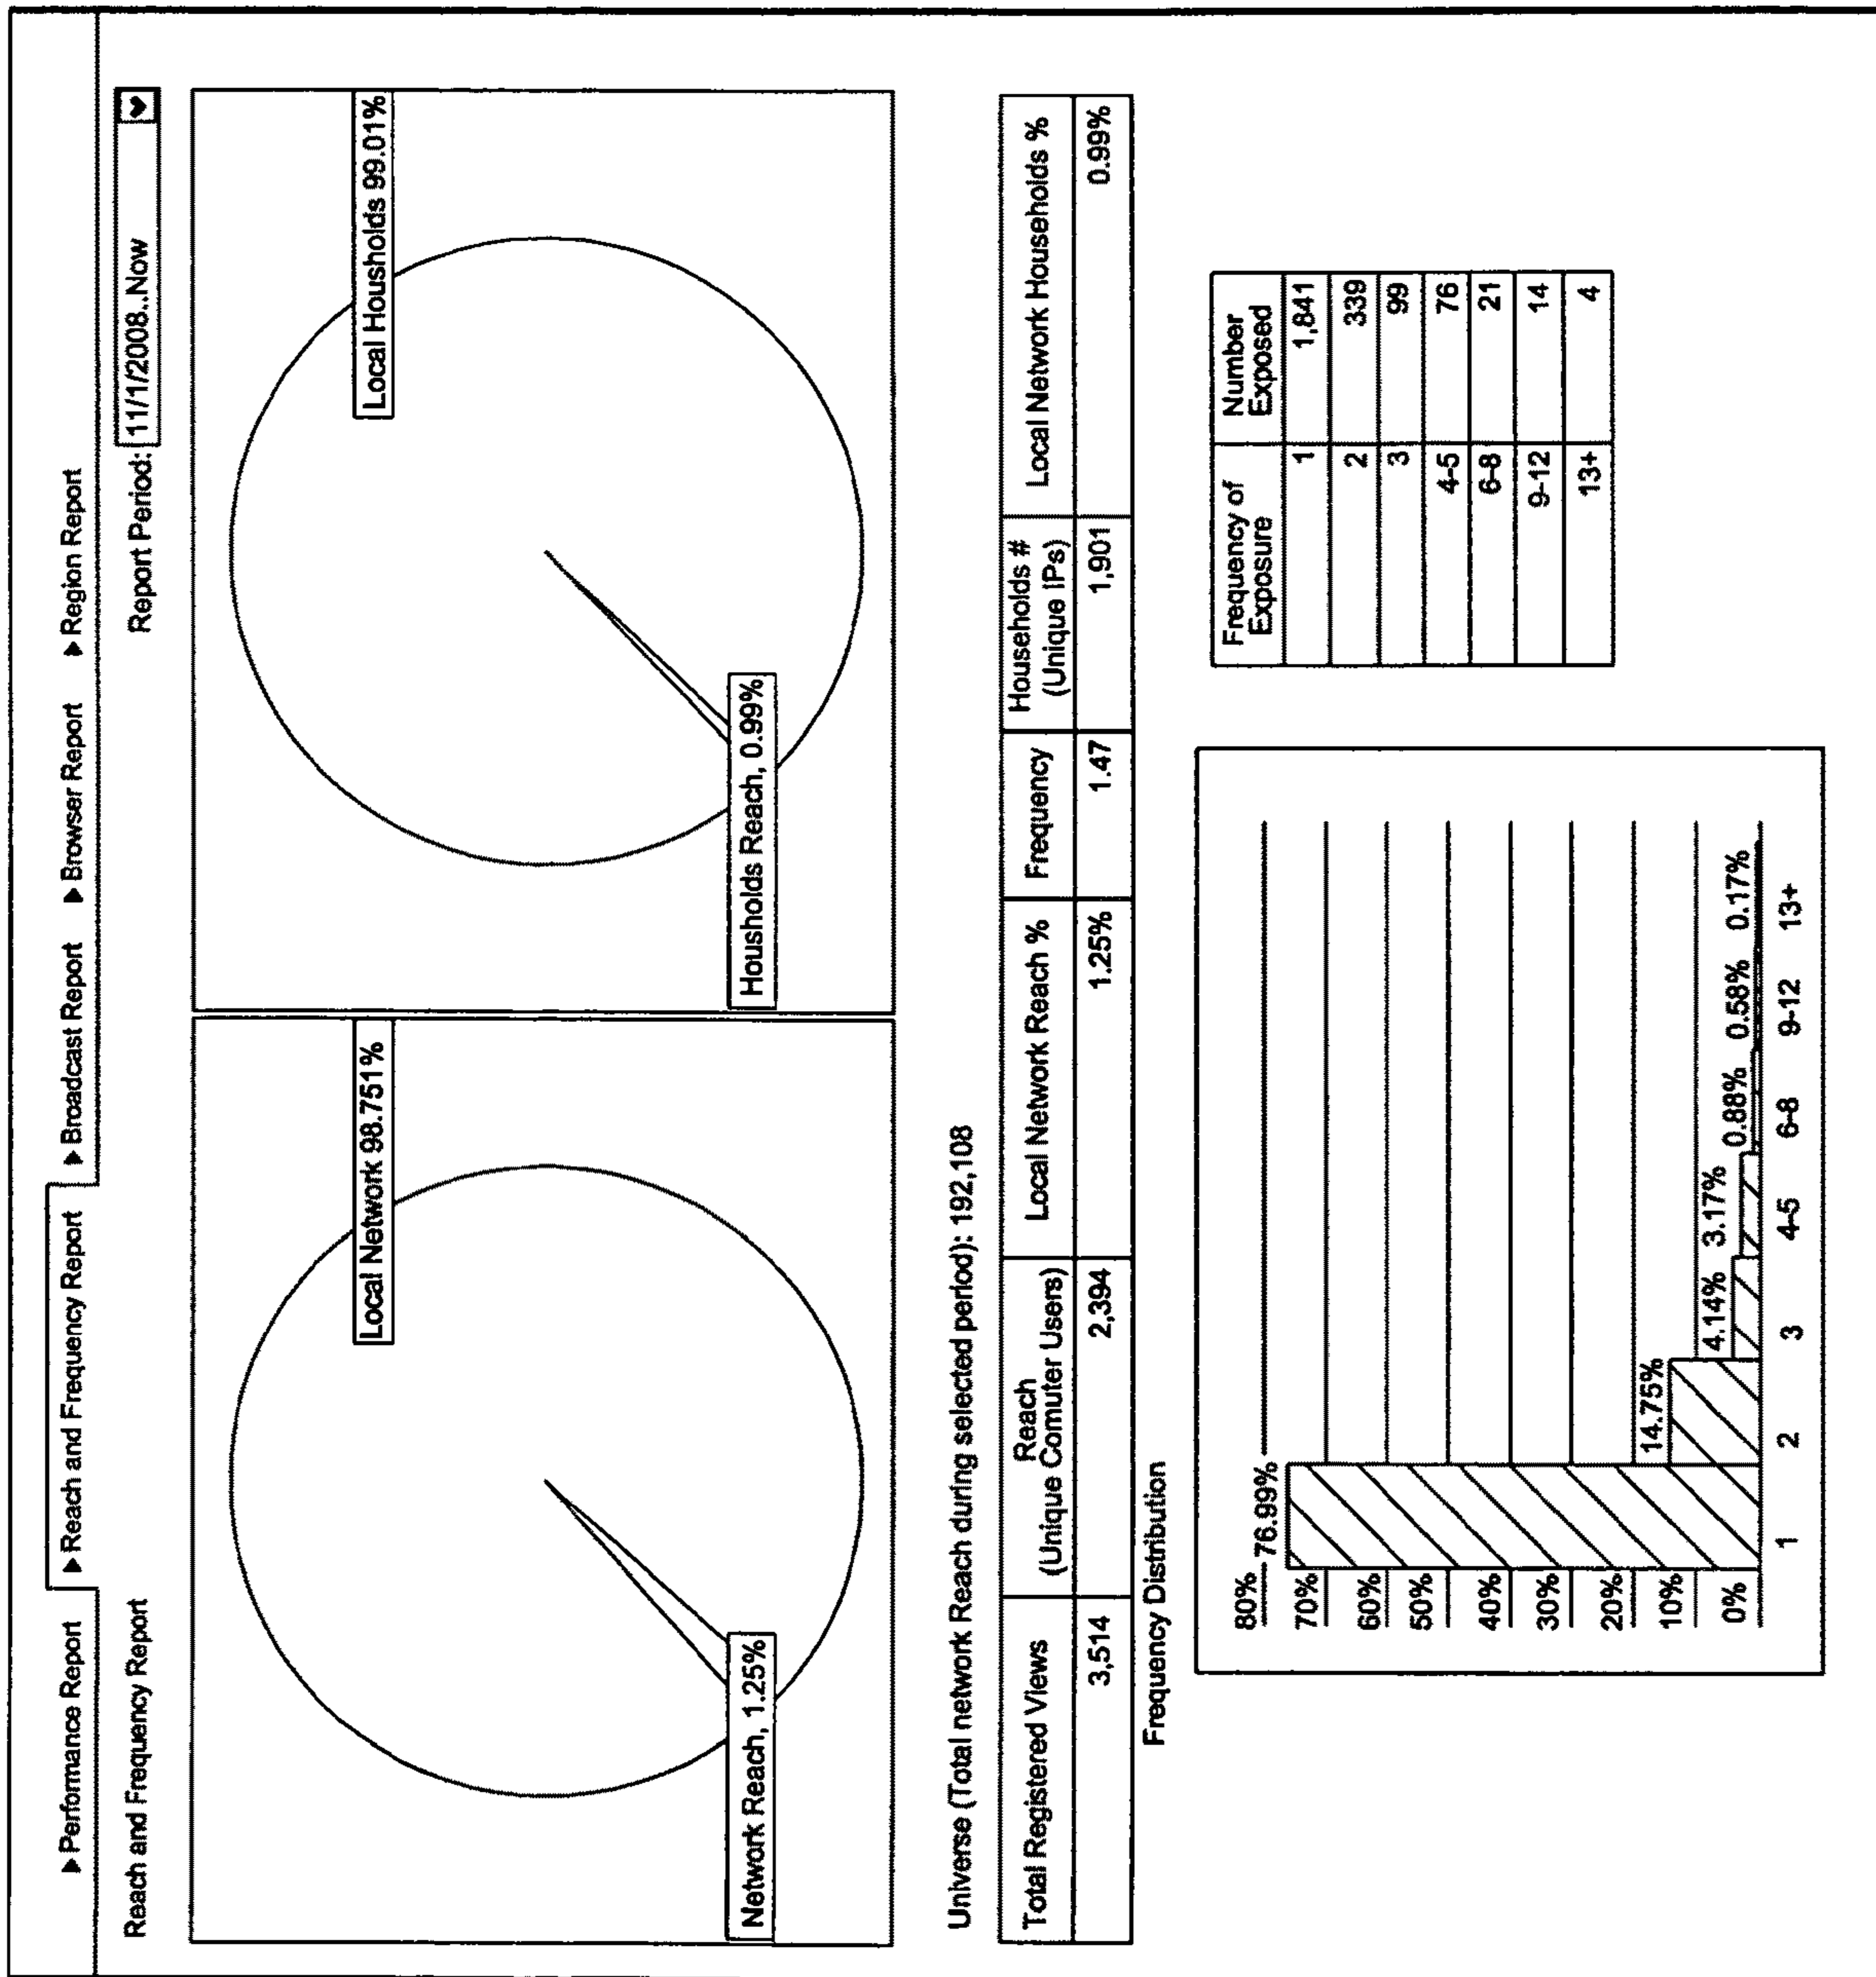 ▶Performance Report ▶Reach and Frequency Report ▶Broadcast Report ▶Browser Report ▶Region Report
Reach and Frequency Report
Report Period: 11/1/2008..Now
Local Network 98.751%
Network Reach, 1.25%
Local Housholds 99.01%
Housholds Reach, 0.99%
Universe (Total network Reach during selected period): 192,108
Total Registered Views
3,514
Reach
(Unique Comuter Users)
2,394
Local Network Reach %
1.25%
Frequency
1.47
Households #
(Unique IPs)
1,901
Local Network Households %
0.99%
Frequency Distribution
80%
70%
60%
50%
40%
30%
20%
10%
0%
76.99%
14.75%
4.14%
3.17%
0.88%
0.58%
0.17%
1 2 3 4-5 6-8 9-12 13+
Frequency of Number
Exposure Exposed
1 1,841
2 339
3 99
4-5 76
6-8 21
9-12 14
13+ 4